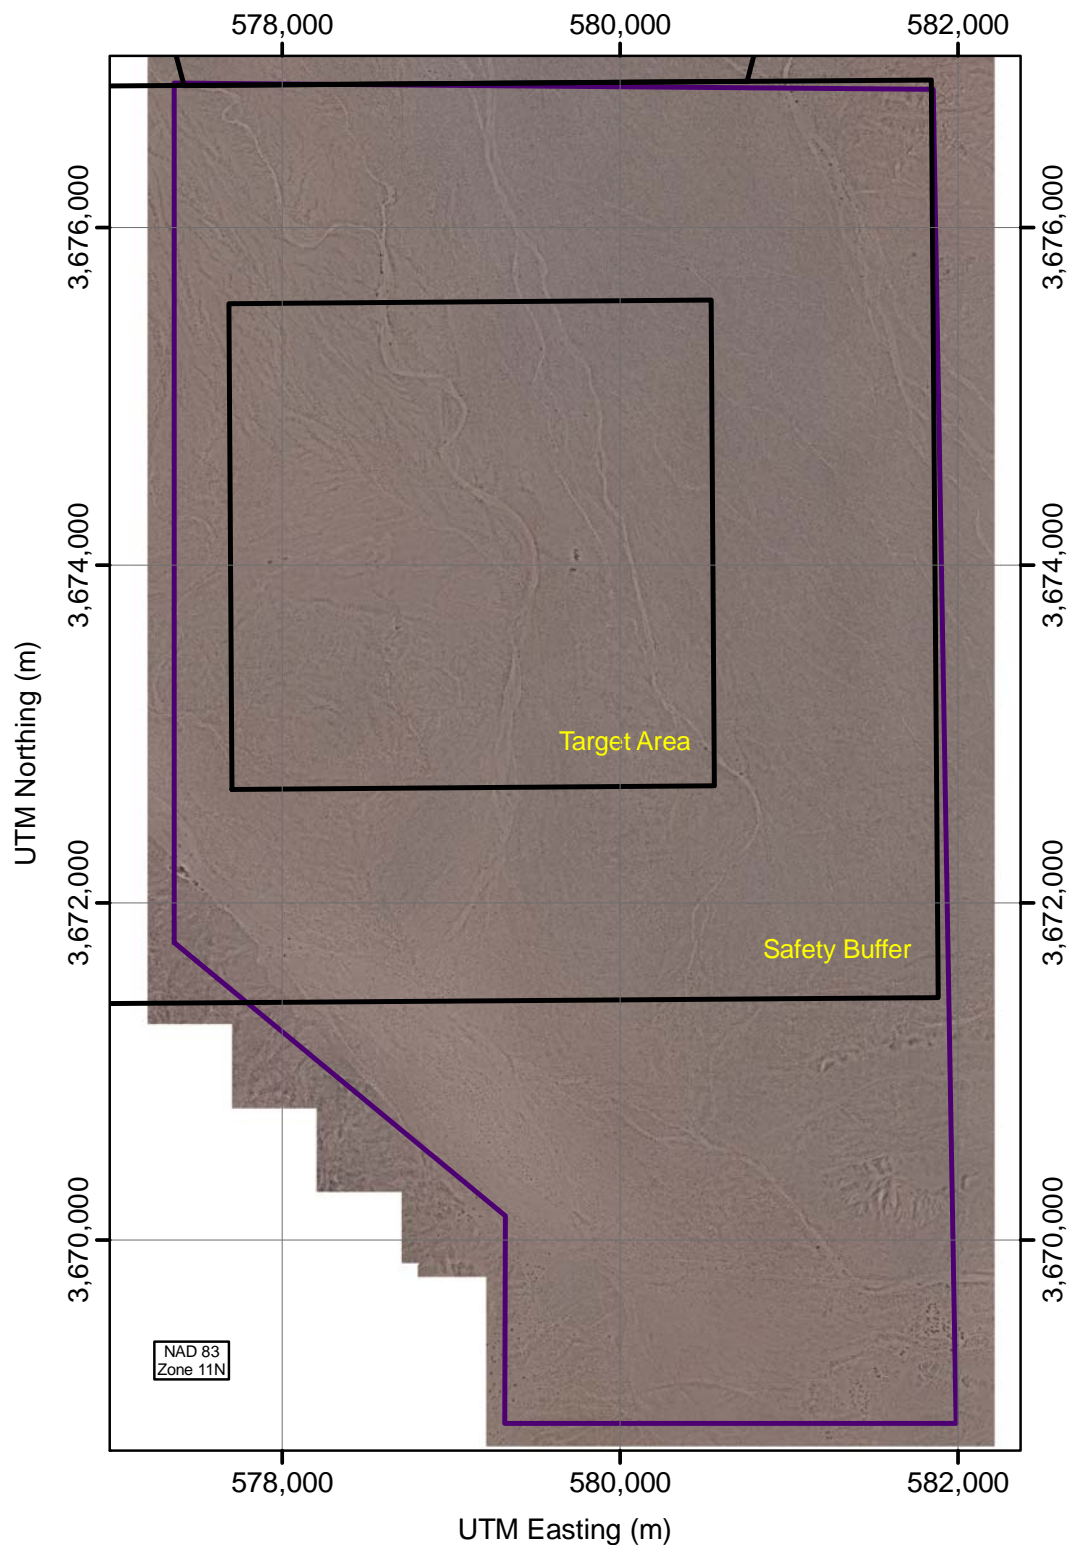 578,000 580,000 582,000
3,676,000 3,676,000
3,674,000 3,674,000
UTM Northing (m)
Target Area
3,672,000 3,672,000
Safety Buffer
3,670,000 3,670,000
NAD 83
Zone 11N
578,000 580,000 582,000
UTM Easting (m)